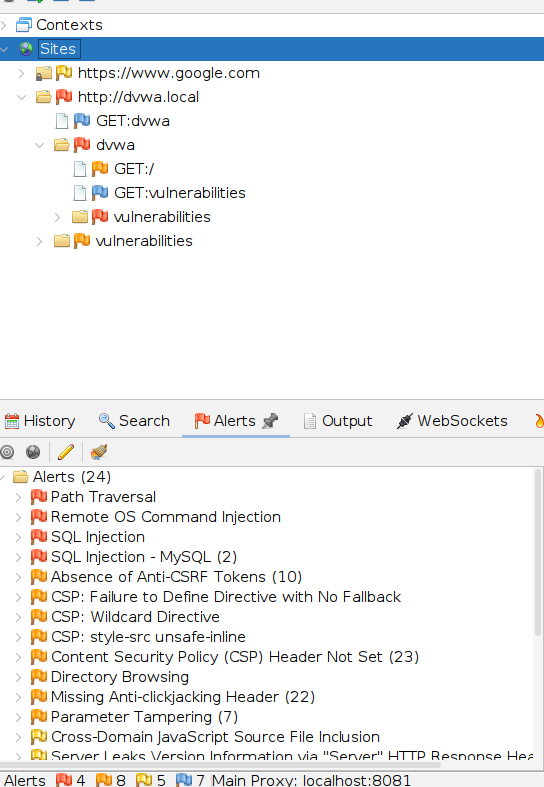 Contexts
Sites
https://www.google.com
http://dvwa.local
GET:dvwa
dvwa
GET:/
GET:vulnerabilities
vulnerabilities
vulnerabilities
History Search Alerts Output WebSockets
Alerts (24)
Path Traversal
Remote OS Command Injection
SQL Injection
SQL Injection - MySQL (2)
Absence of Anti-CSRF Tokens (10)
CSP: Failure to Define Directive with No Fallback
CSP: Wildcard Directive
CSP: style-src unsafe-inline
Content Security Policy (CSP) Header Not Set (23)
Directory Browsing
Missing Anti-clickjacking Header (22)
Parameter Tampering (7)
Cross-Domain JavaScript Source File Inclusion
Server Leaks Version Information via "Server" HTTP Response Hea
Alerts 4 8 5 7 Main Proxy: localhost:8081